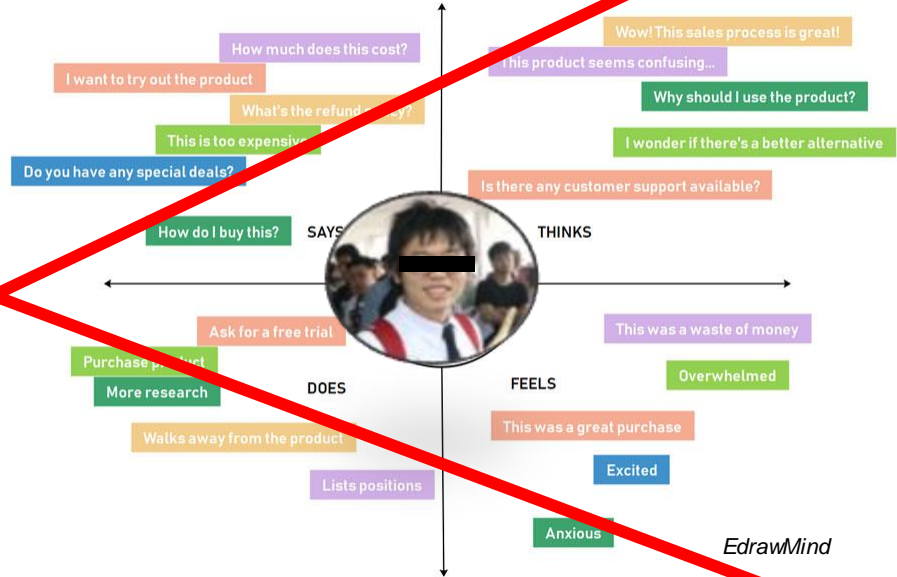 How much does this cost?
I want to try out the product
What's the refund
This is too expensive
Do you have any special deals?
How do I buy this?
SAYS
Wow! This sales process is great!
This product seems confusing...
Why should I use the product?
I wonder if there's a better alternative
Is there any customer support available?
THINKS
Ask for a free trial
Purchase product
More research
DOES
Walks away from the product
Lists positions
This was a waste of money
Overwhelmed
FEELS
This was a great purchase
Excited
Anxious
EdrawMind